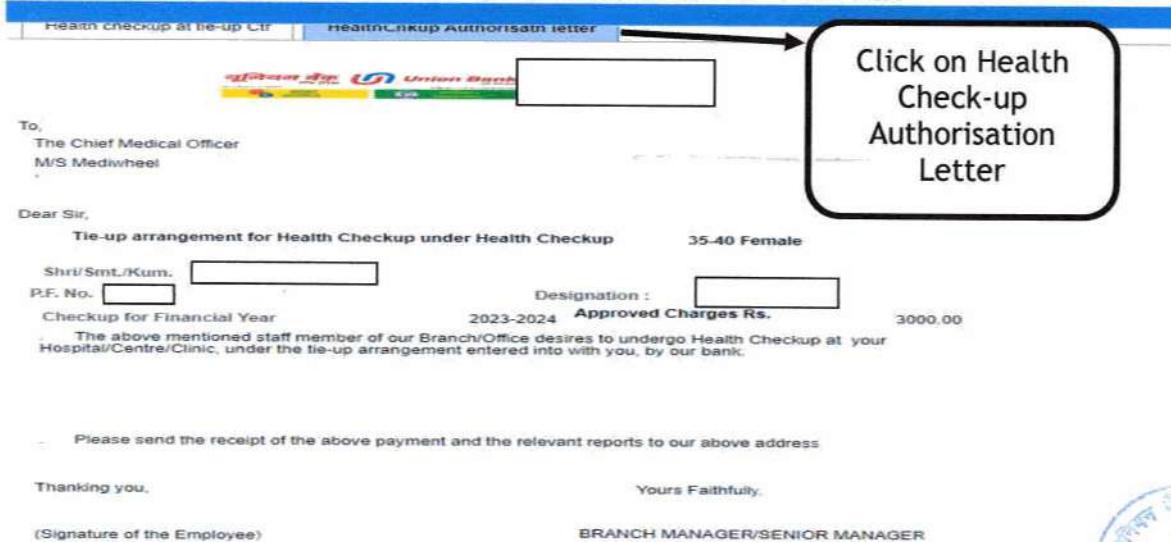 Health checkup at tie-up Ctr
HealthChkup Authorisatn letter
Click on Health
Check-up
Authorisation
Letter
यूनियन बैंक Union Bank
To,
The Chief Medical Officer
M/S Mediwheel
Dear Sir,
Tie-up arrangement for Health Checkup under Health Checkup 35-40 Female
Shri/Smt./Kum.
P.F. No. Designation :
Checkup for Financial Year 2023-2024 Approved Charges Rs. 3000.00
The above mentioned staff member of our Branch/Office desires to undergo Health Checkup at your
Hospital/Centre/Clinic, under the tie-up arrangement entered into with you, by our bank.
Please send the receipt of the above payment and the relevant reports to our above address
Thanking you, Yours Faithfully.
(Signature of the Employee) BRANCH MANAGER/SENIOR MANAGER